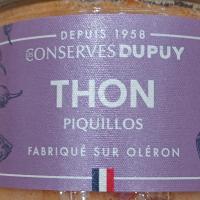 DEPUIS 1958
CONSERVES DUPUY
THON
PIQUILLOS
FABRIQUÉ SUR OLÉRON